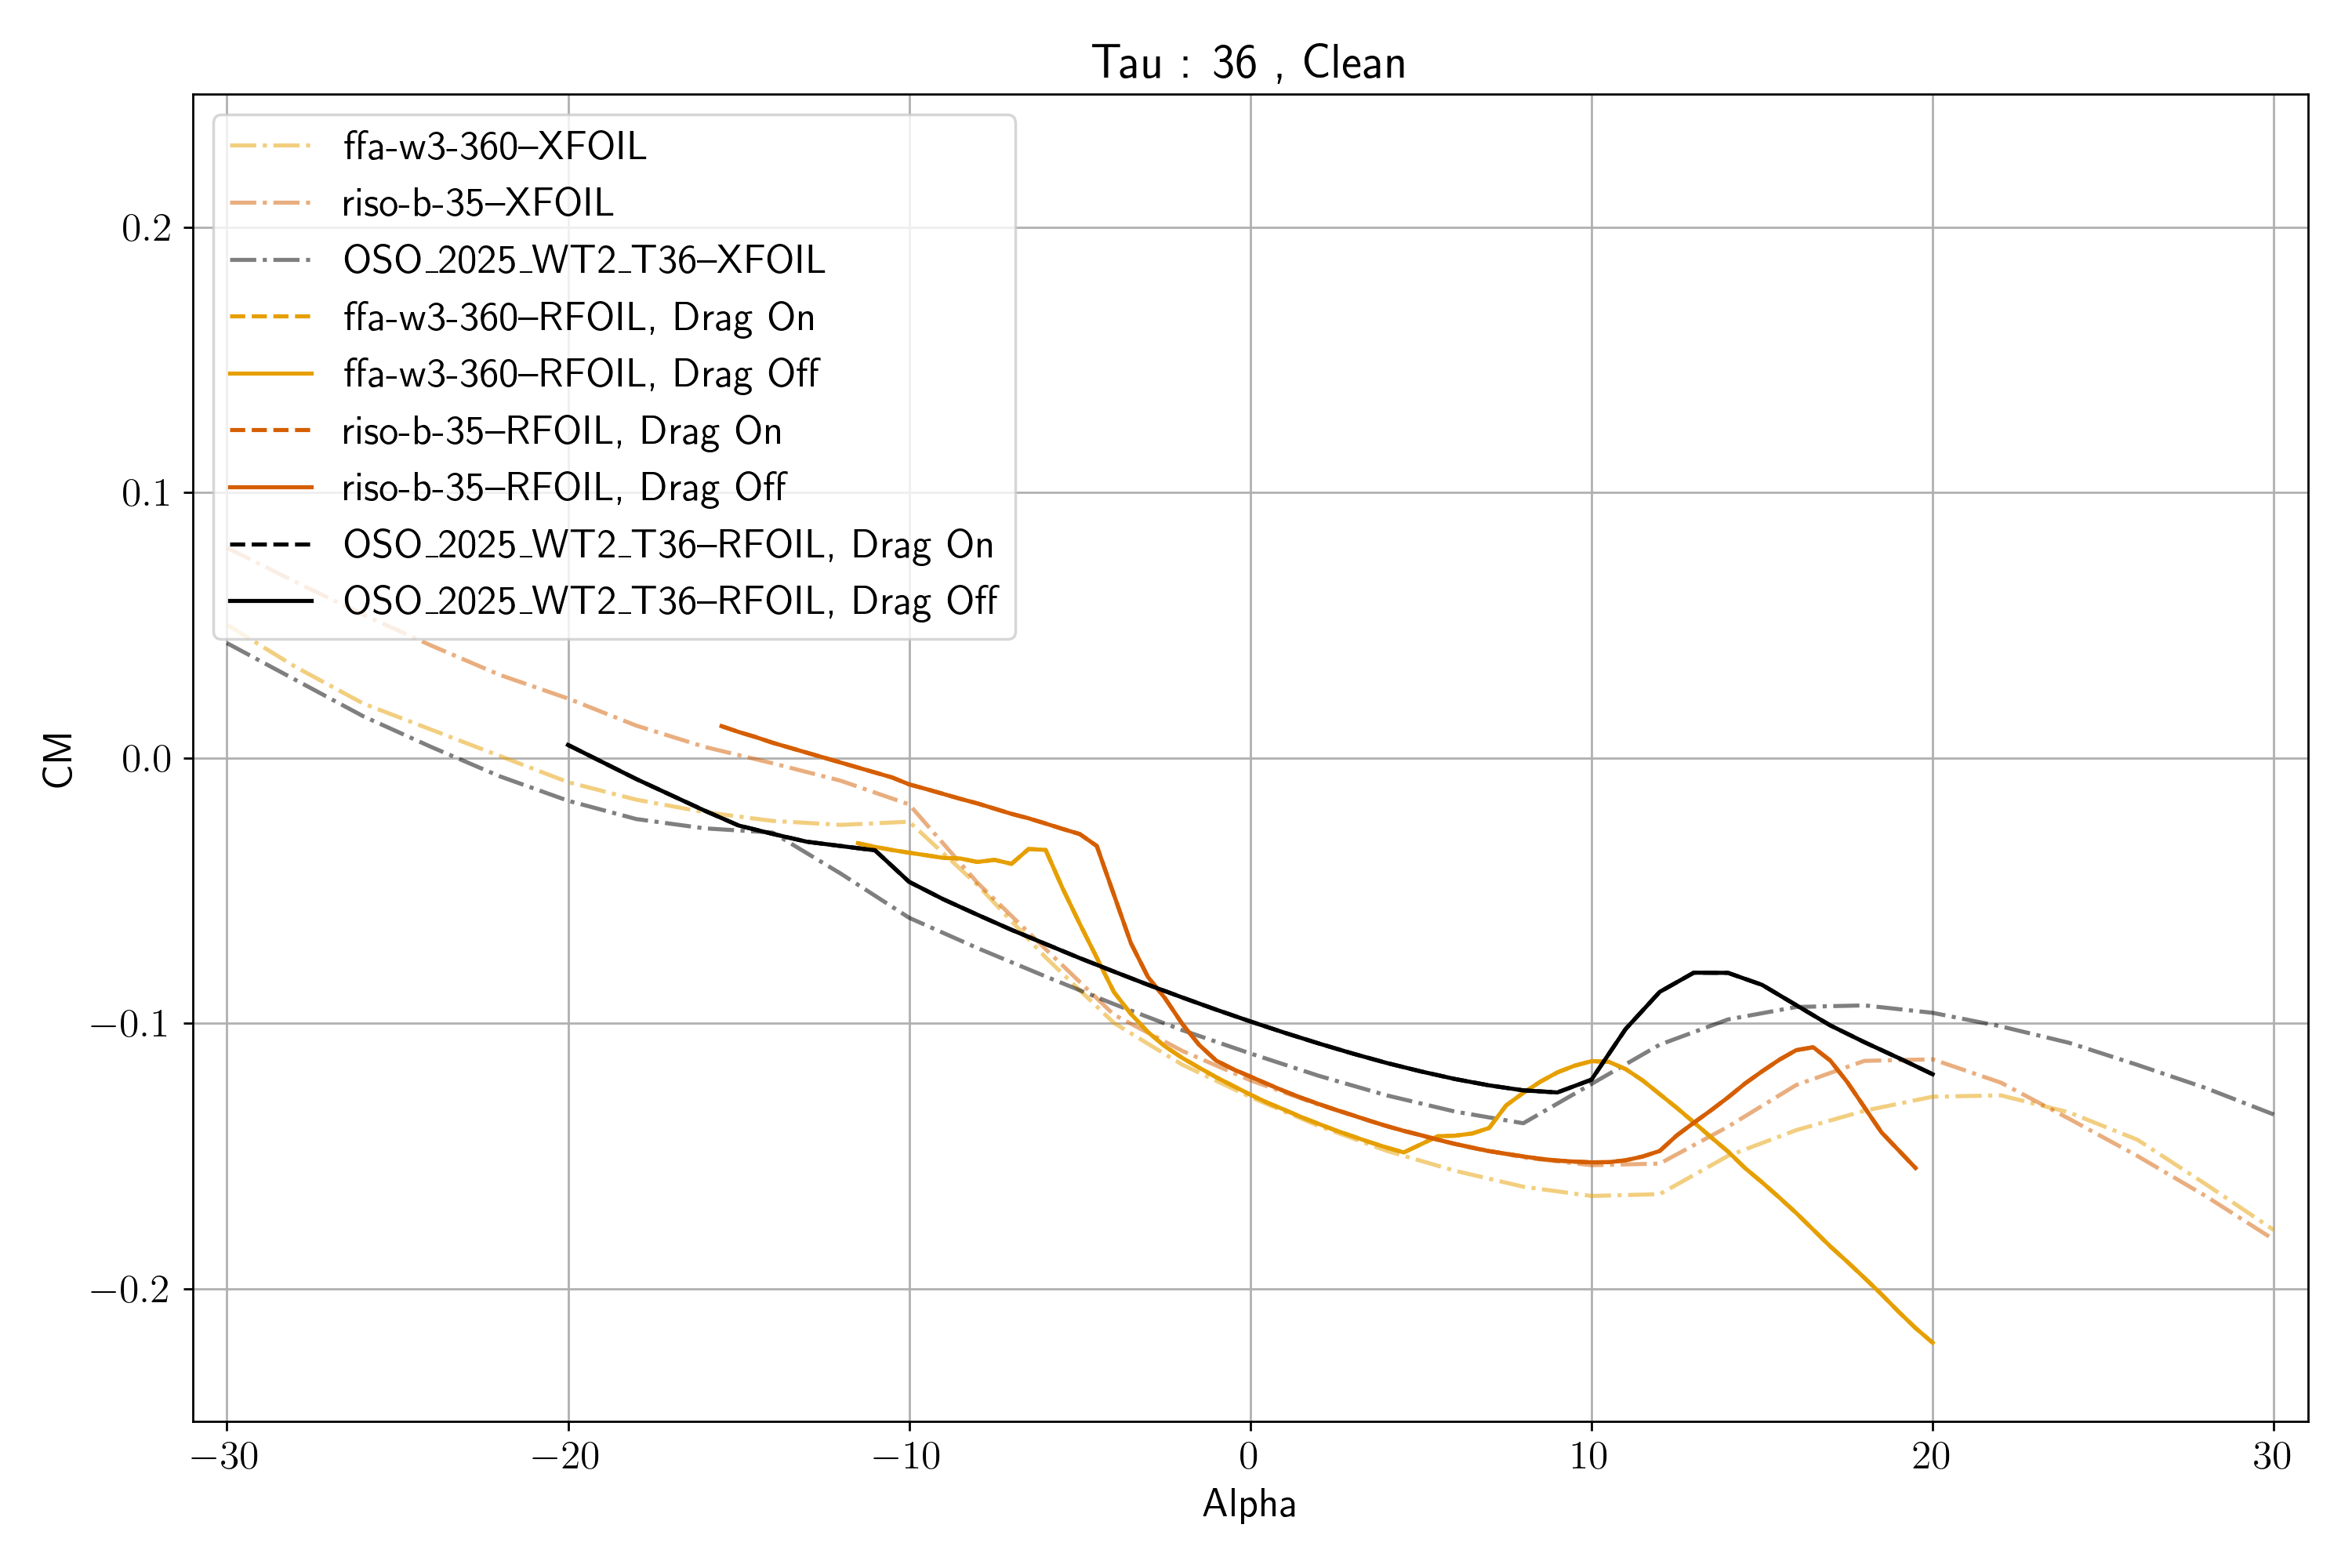 Tau : 36 , Clean
ffa-w3-360–XFOIL
riso-b-35–XFOIL
OSO_2025_WT2_T36–XFOIL
ffa-w3-360–RFOIL, Drag On
ffa-w3-360–RFOIL, Drag Off
riso-b-35–RFOIL, Drag On
riso-b-35–RFOIL, Drag Off
OSO_2025_WT2_T36–RFOIL, Drag On
OSO_2025_WT2_T36–RFOIL, Drag Off
0.2
0.1
0.0
−0.1
−0.2
CM
−30 −20 −10 0 10 20 30
Alpha